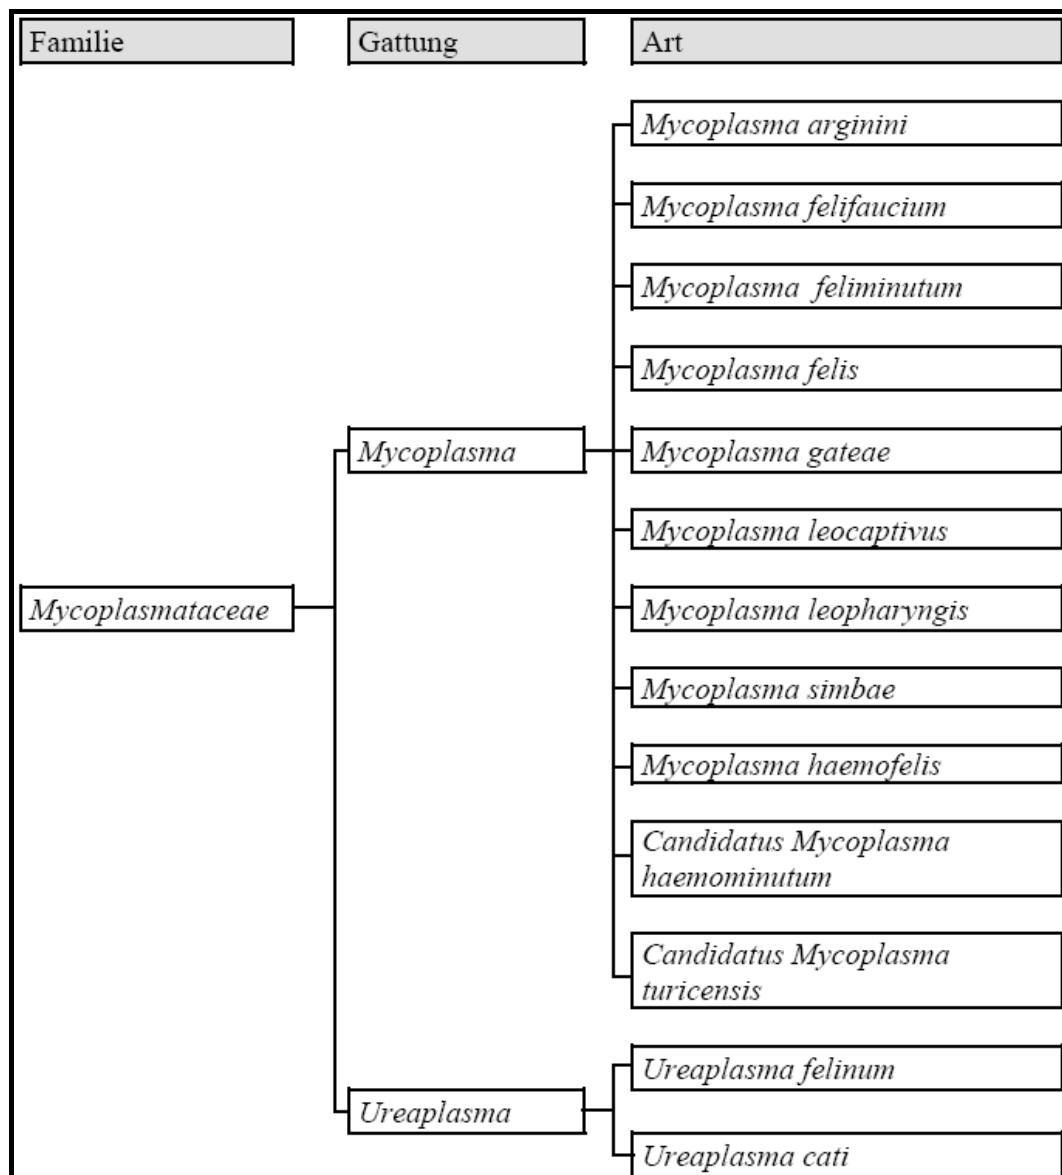 Familie
Gattung
Art
Mycoplasma arginini
Mycoplasma felifaucium
Mycoplasma feliminutum
Mycoplasma felis
Mycoplasma
Mycoplasma gateae
Mycoplasma leocaptivus
Mycoplasmataceae
Mycoplasma leopharyngis
Mycoplasma simbae
Mycoplasma haemofelis
Candidatus Mycoplasma
haemominutum
Candidatus Mycoplasma
turicensis
Ureaplasma felinum
Ureaplasma
Ureaplasma cati